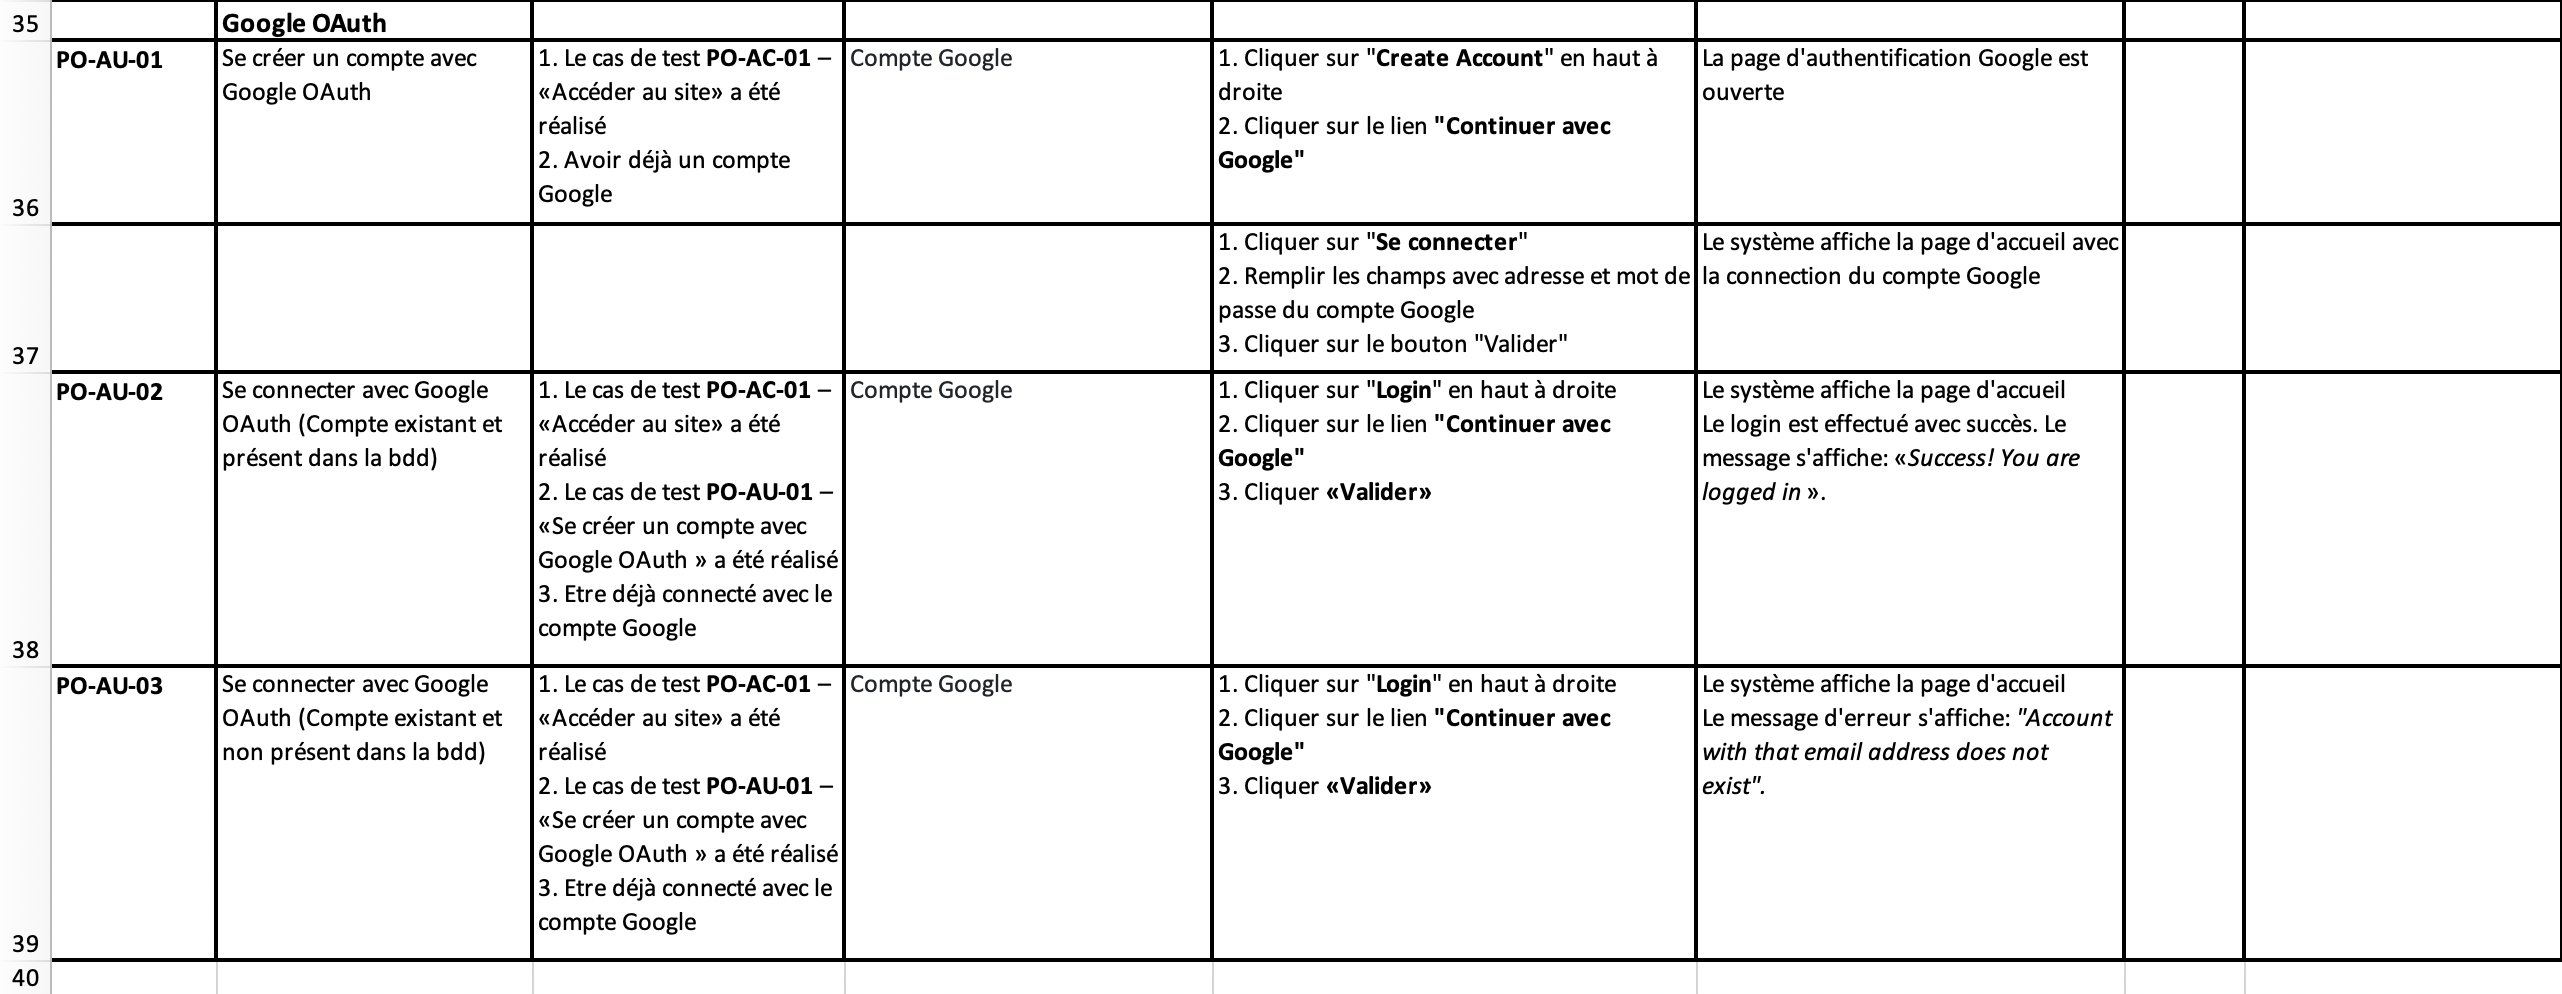 35
Google OAuth
PO-AU-01
Se créer un compte avec
Google OAuth
1. Le cas de test PO-AC-01 –
«Accéder au site» a été
réalisé
2. Avoir déjà un compte
Google
Compte Google
1. Cliquer sur "Create Account" en haut à
droite
2. Cliquer sur le lien "Continuer avec
Google"
La page d'authentification Google est
ouverte
36
1. Cliquer sur "Se connecter"
2. Remplir les champs avec adresse et mot de
passe du compte Google
3. Cliquer sur le bouton "Valider"
Le système affiche la page d'accueil avec
la connection du compte Google
37
PO-AU-02
Se connecter avec Google
OAuth (Compte existant et
présent dans la bdd)
1. Le cas de test PO-AC-01 –
«Accéder au site» a été
réalisé
2. Le cas de test PO-AU-01 –
«Se créer un compte avec
Google OAuth » a été réalisé
3. Etre déjà connecté avec le
compte Google
Compte Google
1. Cliquer sur "Login" en haut à droite
2. Cliquer sur le lien "Continuer avec
Google"
3. Cliquer «Valider»
Le système affiche la page d'accueil
Le login est effectué avec succès. Le
message s'affiche: «Success! You are
logged in ».
38
PO-AU-03
Se connecter avec Google
OAuth (Compte existant et
non présent dans la bdd)
1. Le cas de test PO-AC-01 –
«Accéder au site» a été
réalisé
2. Le cas de test PO-AU-01 –
«Se créer un compte avec
Google OAuth » a été réalisé
3. Etre déjà connecté avec le
compte Google
Compte Google
1. Cliquer sur "Login" en haut à droite
2. Cliquer sur le lien "Continuer avec
Google"
3. Cliquer «Valider»
Le système affiche la page d'accueil
Le message d'erreur s'affiche: "Account
with that email address does not
exist".
39
40